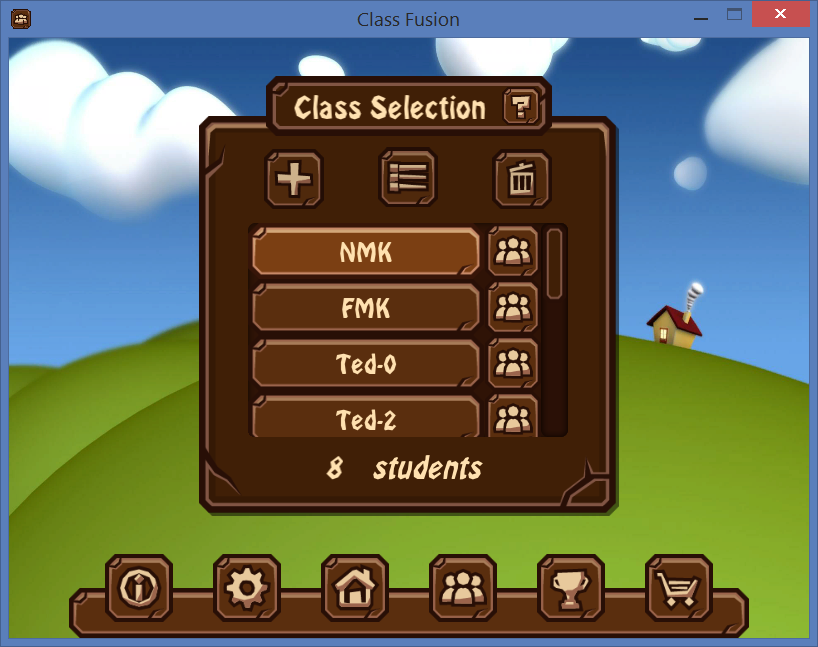 Class Fusion
Class Selection ?
NMK
FMK
Ted-0
Ted-2
8 students